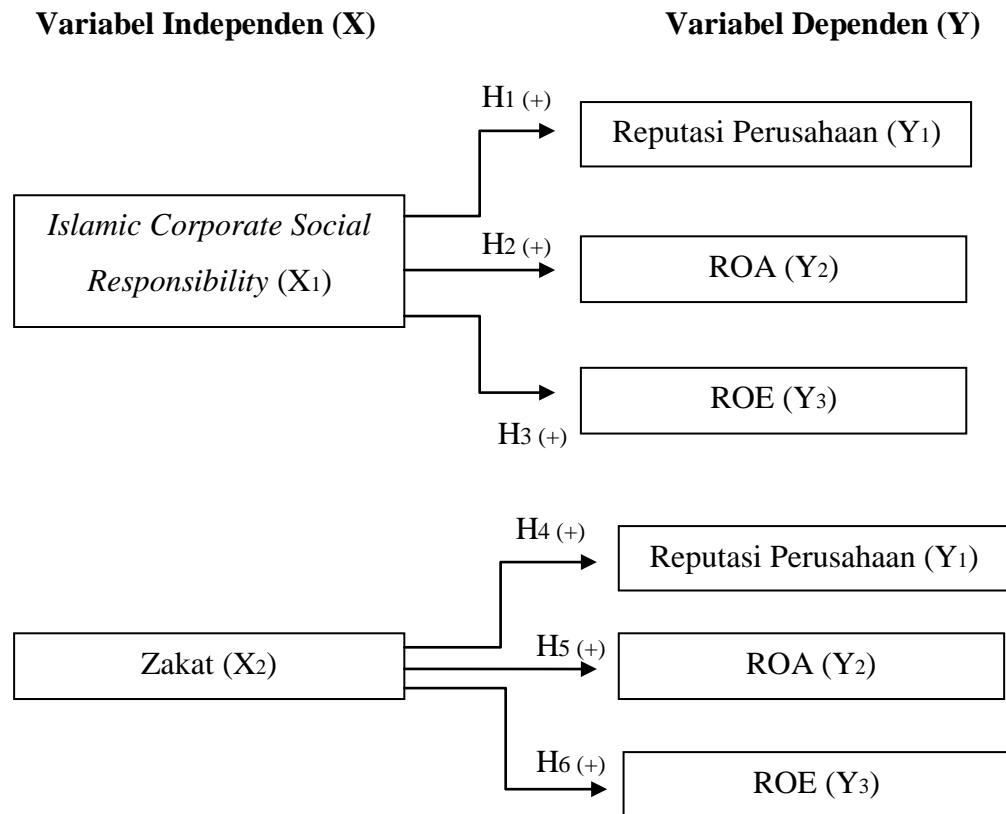 Variabel Independen (X)
Variabel Dependen (Y)
H1 (+)
Reputasi Perusahaan (Y1)
Islamic Corporate Social
Responsibility (X1)
H2 (+)
ROA (Y2)
ROE (Y3)
H3 (+)
H4 (+)
Reputasi Perusahaan (Y1)
Zakat (X2)
H5 (+)
ROA (Y2)
H6 (+)
ROE (Y3)